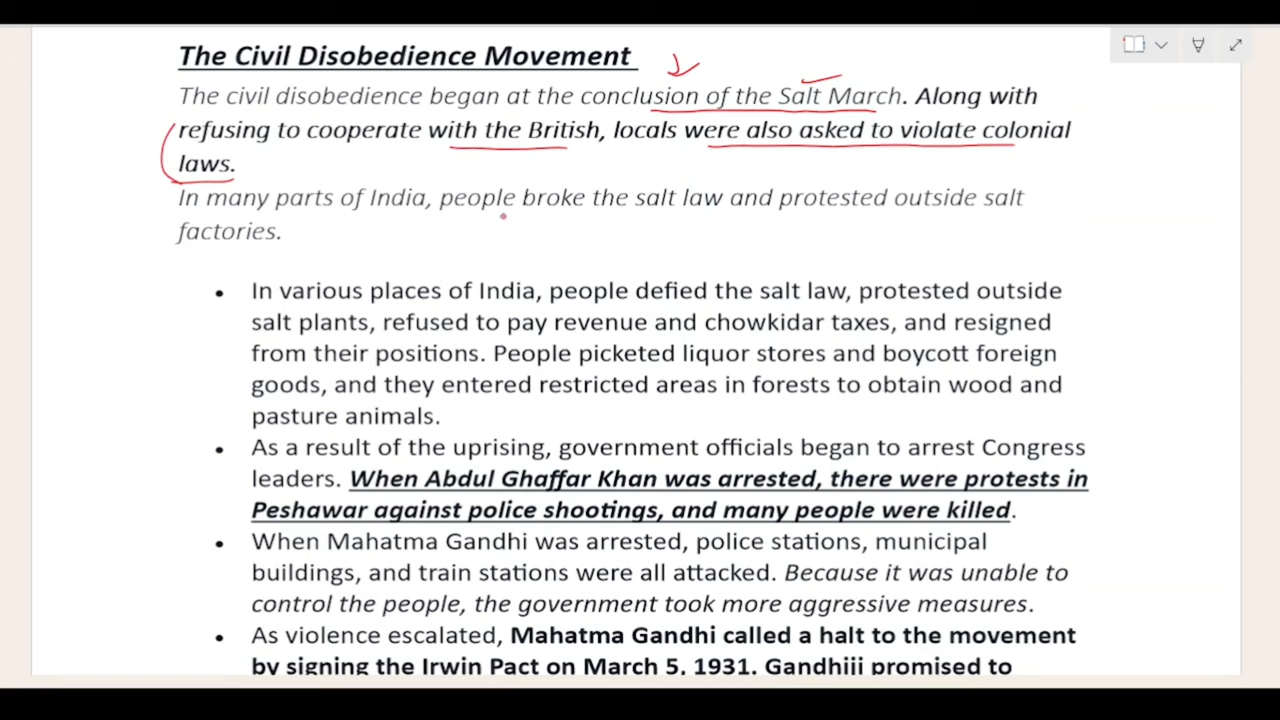 The Civil Disobedience Movement
The civil disobedience began at the conclusion of the Salt March. Along with
refusing to cooperate with the British, locals were also asked to violate colonial
laws.
In many parts of India, people broke the salt law and protested outside salt
factories.
• In various places of India, people defied the salt law, protested outside
salt plants, refused to pay revenue and chowkidar taxes, and resigned
from their positions. People picketed liquor stores and boycott foreign
goods, and they entered restricted areas in forests to obtain wood and
pasture animals.
• As a result of the uprising, government officials began to arrest Congress
leaders. When Abdul Ghaffar Khan was arrested, there were protests in
Peshawar against police shootings, and many people were killed.
• When Mahatma Gandhi was arrested, police stations, municipal
buildings, and train stations were all attacked. Because it was unable to
control the people, the government took more aggressive measures.
• As violence escalated, Mahatma Gandhi called a halt to the movement
by signing the Irwin Pact on March 5, 1931. Gandhiji promised to